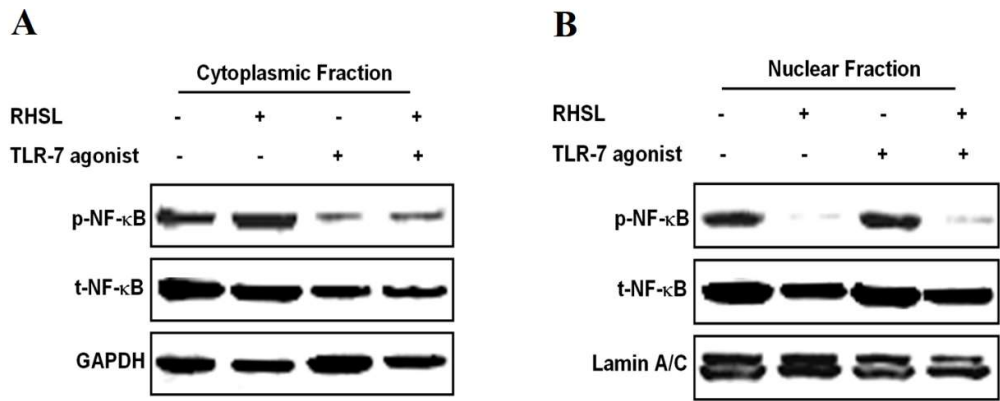 A
Cytoplasmic Fraction
RHSL - + - +
TLR-7 agonist - - + +
p-NF-κB
t-NF-κB
GAPDH
B
Nuclear Fraction
RHSL - + - +
TLR-7 agonist - - + +
p-NF-κB
t-NF-κB
Lamin A/C